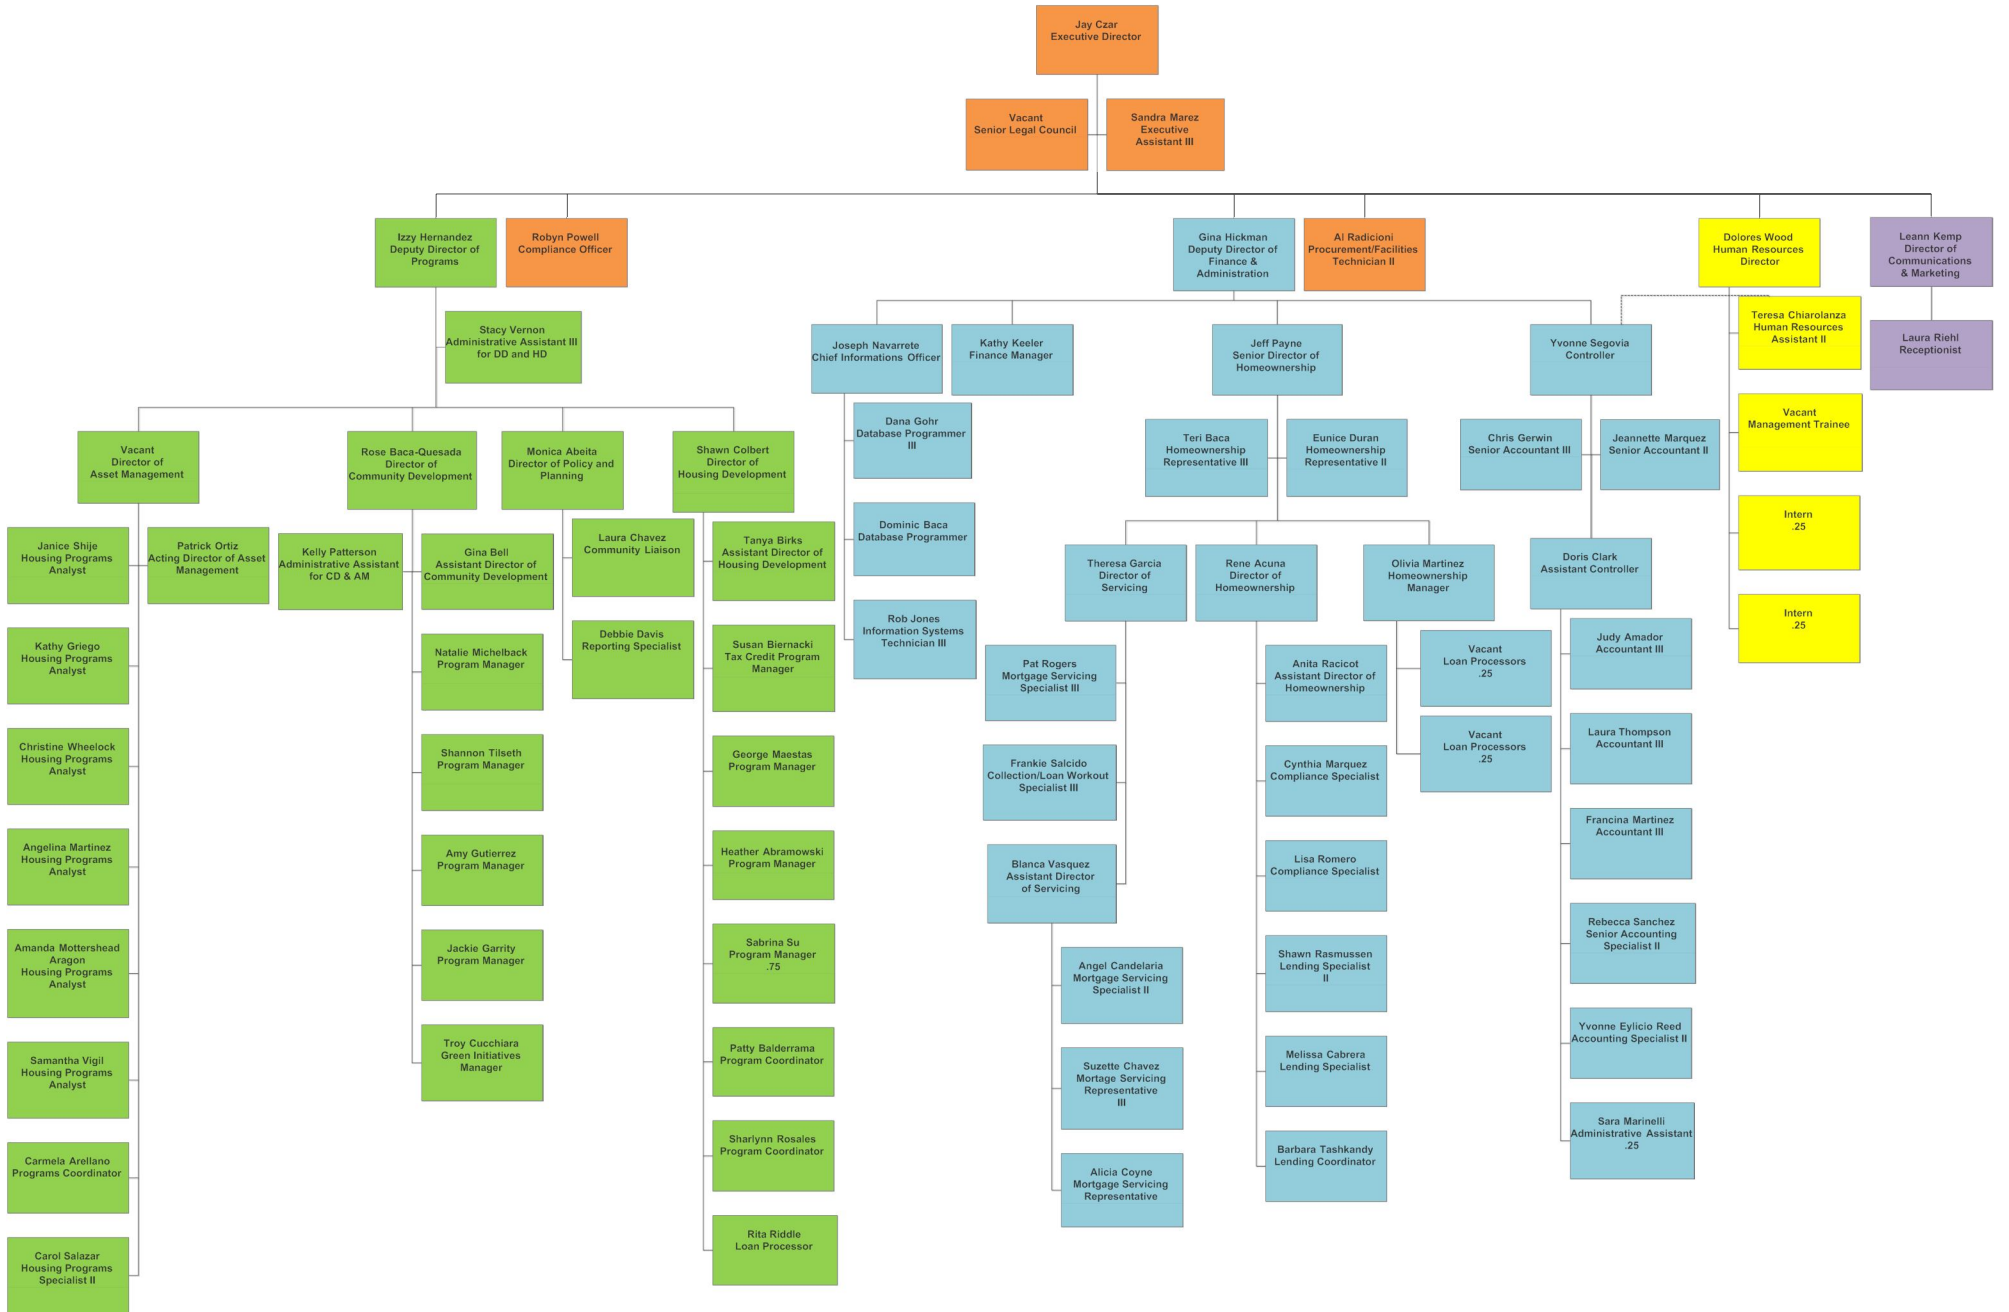 Jay Czar
Executive Director
Vacant
Senior Legal Council
Sandra Marez
Executive
Assistant III
Izzy Hernandez
Deputy Director of
Programs
Robyn Powell
Compliance Officer
Gina Hickman
Deputy Director of
Finance &
Administration
Al Radicioni
Procurement/Facilities
Technician II
Dolores Wood
Human Resources
Director
Leann Kemp
Director of
Communications
& Marketing
Stacy Vernon
Administrative Assistant III
for DD and HD
Joseph Navarrete
Chief Informations Officer
Kathy Keeler
Finance Manager
Jeff Payne
Senior Director of
Homeownership
Yvonne Segovia
Controller
Teresa Chiarolanza
Human Resources
Assistant II
Laura Riehl
Receptionist
Vacant
Director of
Asset Management
Rose Baca-Quesada
Director of
Community Development
Monica Abeita
Director of Policy and
Planning
Shawn Colbert
Director of
Housing Development
Dana Gohr
Database Programmer
III
Teri Baca
Homeownership
Representative III
Eunice Duran
Homeownership
Representative II
Chris Gerwin
Senior Accountant III
Jeannette Marquez
Senior Accountant II
Vacant
Management Trainee
Janice Shije
Housing Programs
Analyst
Patrick Ortiz
Acting Director of Asset
Management
Kelly Patterson
Administrative Assistant
for CD & AM
Gina Bell
Assistant Director of
Community Development
Laura Chavez
Community Liaison
Tanya Birks
Assistant Director of
Housing Development
Dominic Baca
Database Programmer
Theresa Garcia
Director of
Servicing
Rene Acuna
Director of
Homeownership
Olivia Martinez
Homeownership
Manager
Doris Clark
Assistant Controller
Intern
.25
Kathy Griego
Housing Programs
Analyst
Natalie Michelback
Program Manager
Debbie Davis
Reporting Specialist
Susan Biernacki
Tax Credit Program
Manager
Rob Jones
Information Systems
Technician III
Pat Rogers
Mortgage Servicing
Specialist III
Anita Racicot
Assistant Director of
Homeownership
Vacant
Loan Processors
.25
Judy Amador
Accountant III
Intern
.25
Christine Wheelock
Housing Programs
Analyst
Shannon Tilseth
Program Manager
George Maestas
Program Manager
Frankie Salcido
Collection/Loan Workout
Specialist III
Cynthia Marquez
Compliance Specialist
Vacant
Loan Processors
.25
Laura Thompson
Accountant III
Angelina Martinez
Housing Programs
Analyst
Amy Gutierrez
Program Manager
Heather Abramowski
Program Manager
Blanca Vasquez
Assistant Director
of Servicing
Lisa Romero
Compliance Specialist
Francina Martinez
Accountant III
Amanda Mottershead
Aragon
Housing Programs
Analyst
Jackie Garrity
Program Manager
Sabrina Su
Program Manager
.75
Angel Candelaria
Mortgage Servicing
Specialist II
Shawn Rasmussen
Lending Specialist
II
Rebecca Sanchez
Senior Accounting
Specialist II
Samantha Vigil
Housing Programs
Analyst
Troy Cucchiara
Green Initiatives
Manager
Patty Balderrama
Program Coordinator
Suzette Chavez
Mortage Servicing
Representative
III
Melissa Cabrera
Lending Specialist
Yvonne Eylicio Reed
Accounting Specialist II
Carmela Arellano
Programs Coordinator
Sharlynn Rosales
Program Coordinator
Alicia Coyne
Mortgage Servicing
Representative
Barbara Tashkandy
Lending Coordinator
Sara Marinelli
Administrative Assistant
.25
Carol Salazar
Housing Programs
Specialist II
Rita Riddle
Loan Processor